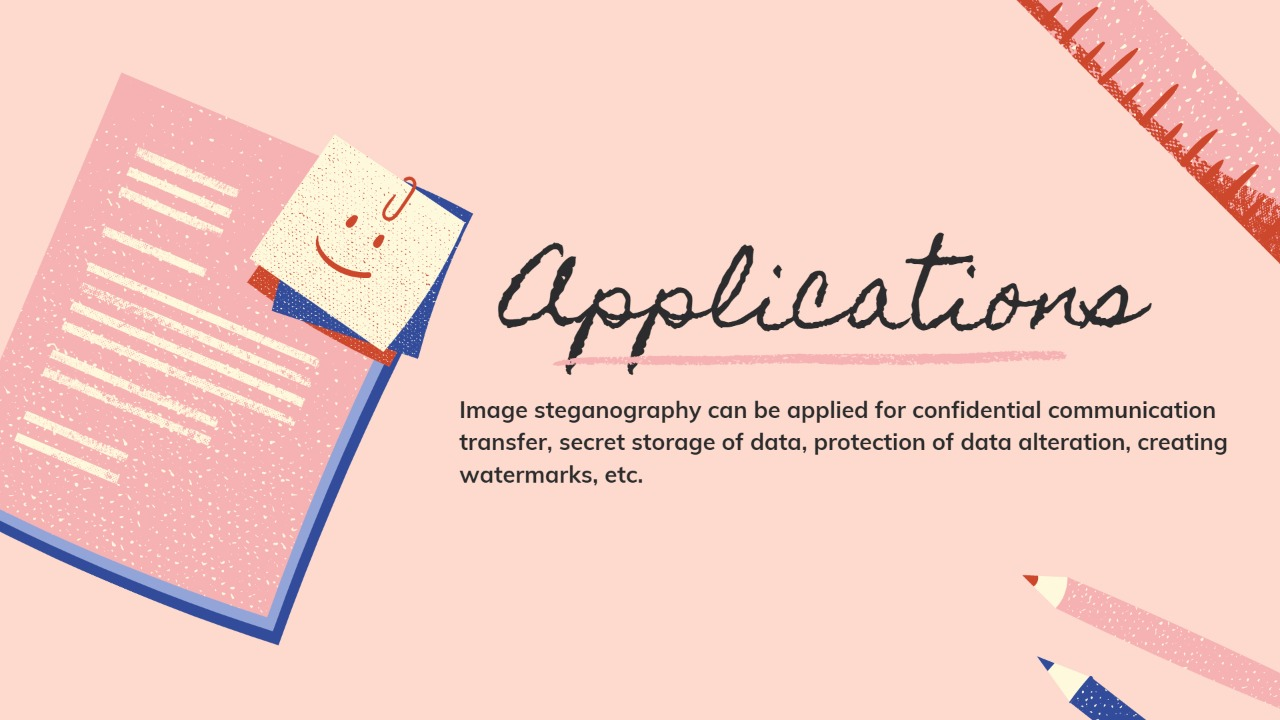 Applications
Image steganography can be applied for confidential communication
transfer, secret storage of data, protection of data alteration, creating
watermarks, etc.